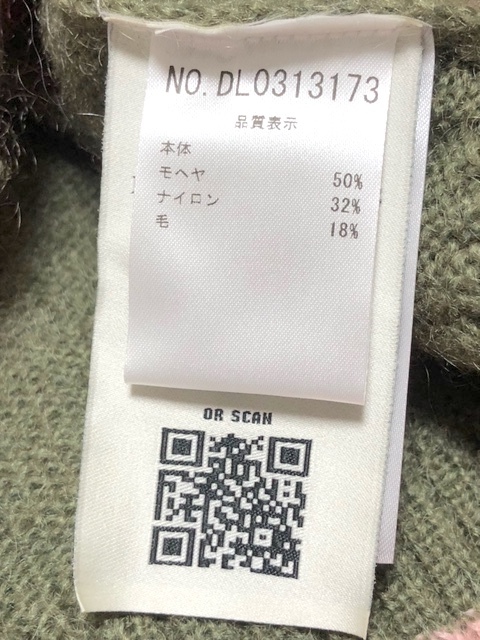 NO. DL0313173
品質表示
本体
モヘヤ 50%
ナイロン 32%
毛 18%
OR SCAN